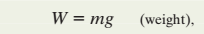 W = mg (weight),